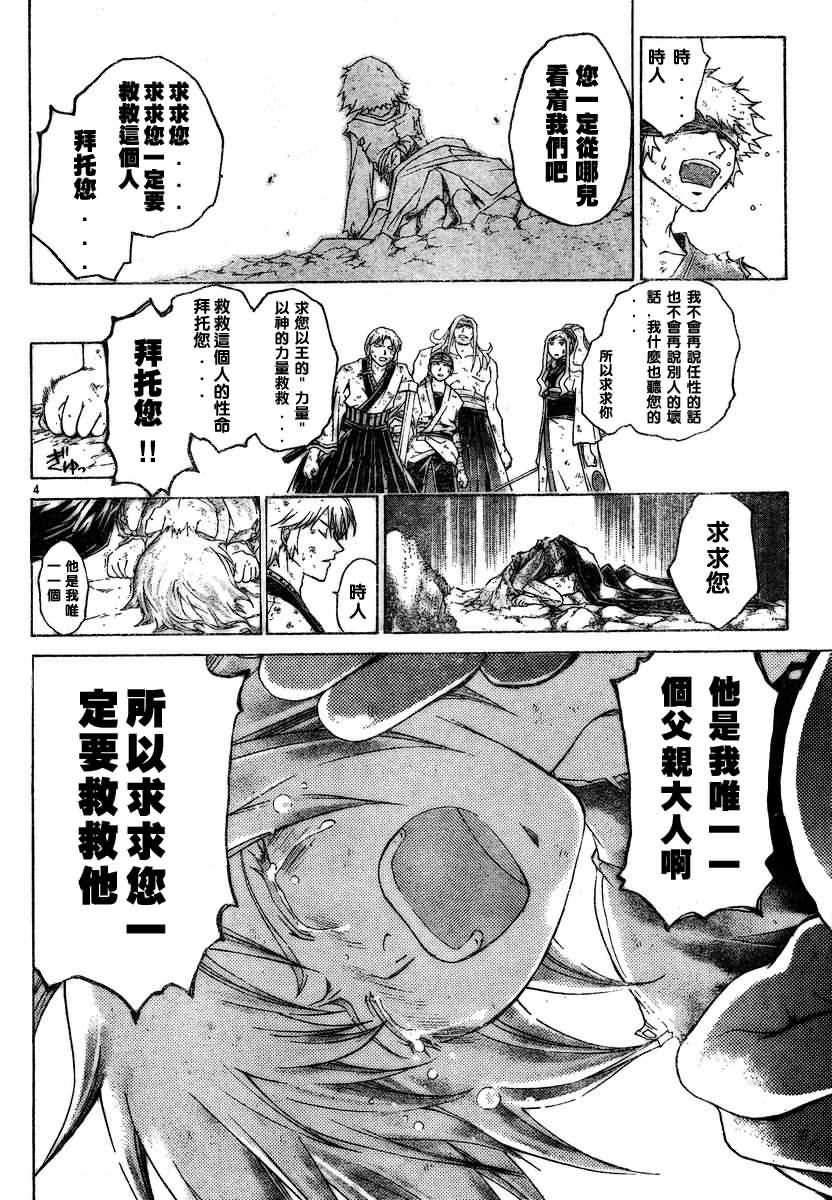 時...
時人
您一定從哪兒
看着我們吧
求求您...
求求您一定要
救救這個人
拜托您...
我不會再說任性的話
也不會再說別人的壞
話..我什麼也聽您的
所以求求你
求您以王的"力量"
以神的力量救救...
救救這個人的性命
拜托您...
拜托您!!
ぎゅっ
4
求求您
時人
他是我唯
一一個
他是我唯一一
個父親大人啊
所以求求您一
定要救救他